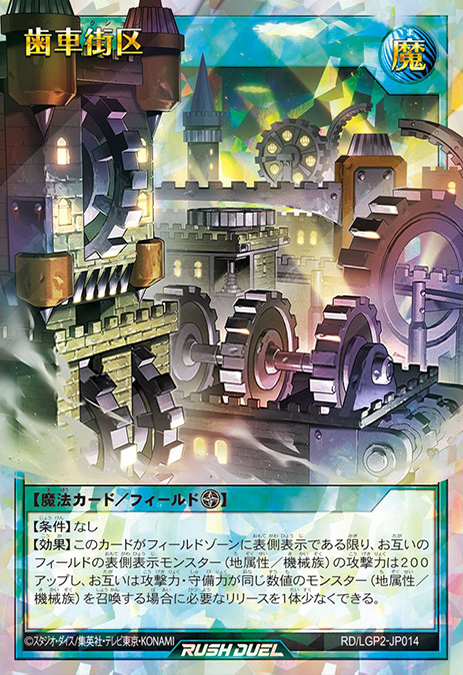 歯車街区
魔
【魔法カード／フィールド】
【条件】なし
【効果】このカードがフィールドゾーンに表側表示である限り、お互いの
フィールドの表側表示モンスター（地属性／機械族）の攻撃力は200
アップし、お互いは攻撃力・守備力が同じ数値のモンスター（地属性／
機械族）を召喚する場合に必要なリリースを1体少なくできる。
©スタジオ・ダイス/集英社・テレビ東京・KONAMI
RUSH DUEL
RD/LGP2-JP014